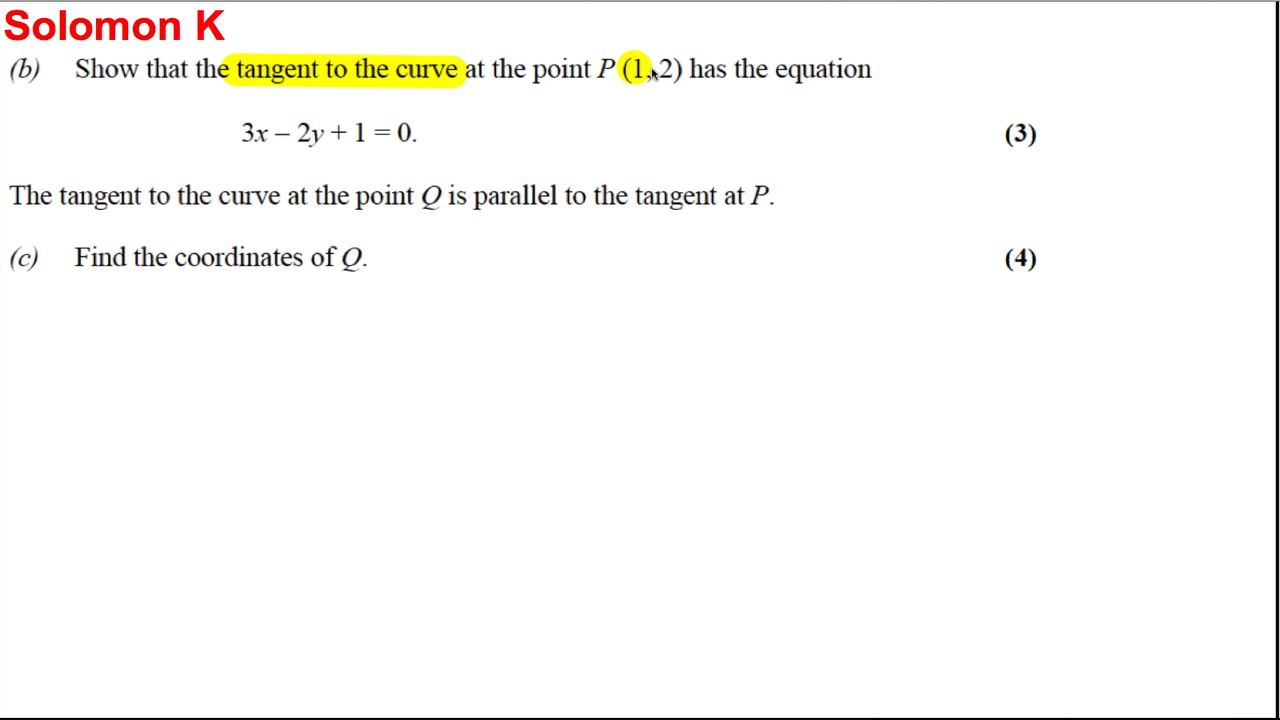 Solomon K
(b) Show that the tangent to the curve at the point P (1, 2) has the equation
3x – 2y + 1 = 0. (3)
The tangent to the curve at the point Q is parallel to the tangent at P.
(c) Find the coordinates of Q. (4)